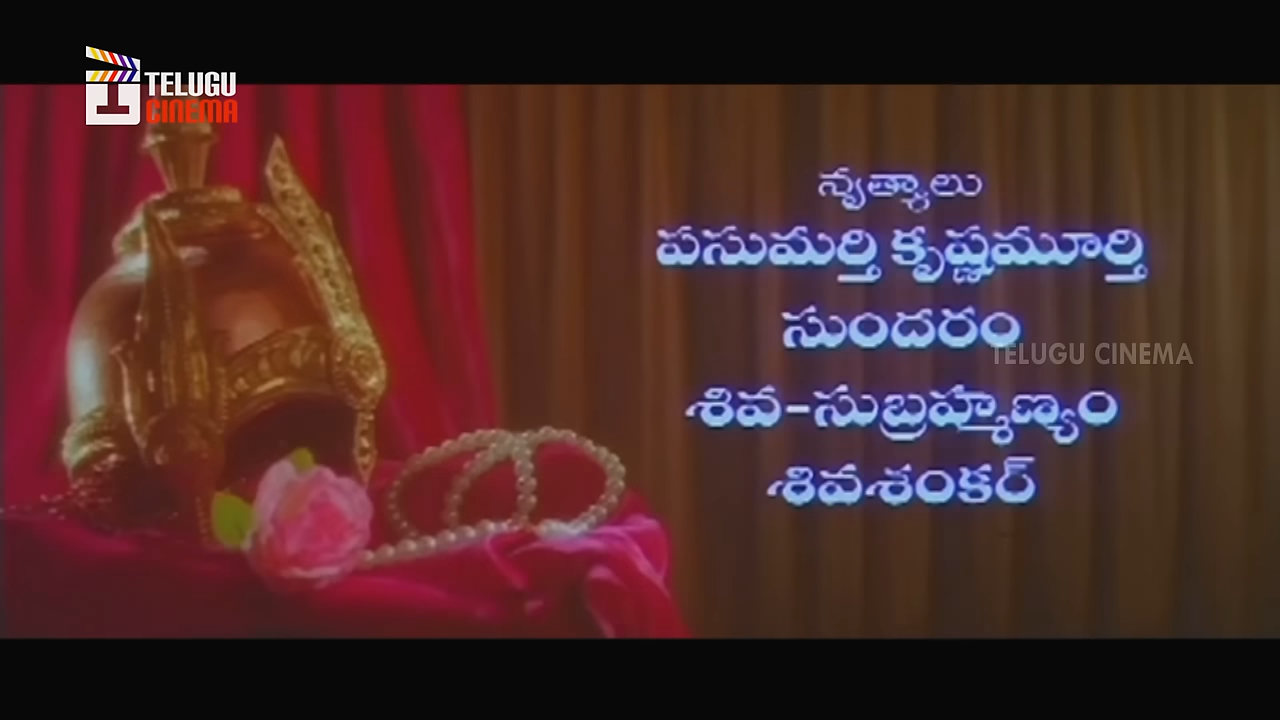 TELUGU
CINEMA
నృత్యాలు
పసుమర్తి కృష్ణమూర్తి
సుందరం
TELUGU CINEMA
శివ-సుబ్రహ్మణ్యం
శివశంకర్